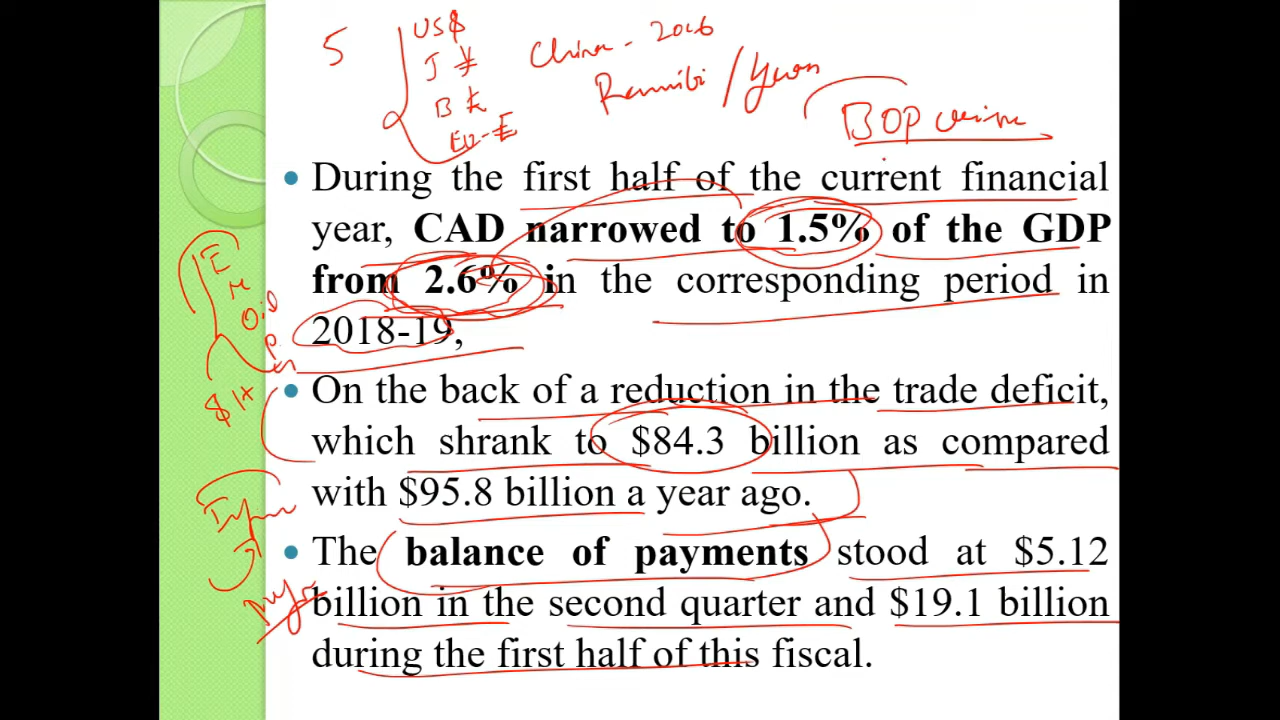 5
US$
J ¥
B £
EU-€
China - 2016
Renmibi / Yuan
BOP
During the first half of the current financial
year, CAD narrowed to 1.5% of the GDP
from 2.6% in the corresponding period in
2018-19,
Oil
On the back of a reduction in the trade deficit,
which shrank to $84.3 billion as compared
with $95.8 billion a year ago.
The balance of payments stood at $5.12
billion in the second quarter and $19.1 billion
during the first half of this fiscal.